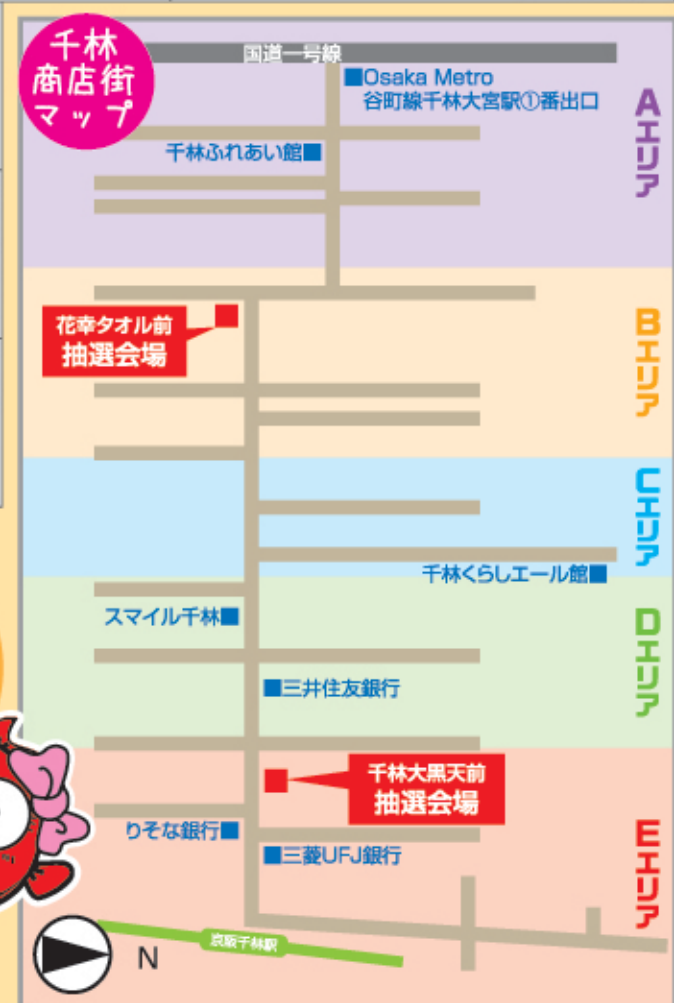 千林
商店街
マップ
国道一号線
■Osaka Metro
谷町線千林大宮駅①番出口
Aエリア
千林ふれあい館■
花幸タオル前
抽選会場
Bエリア
Cエリア
千林くらしエール館■
スマイル千林■
Dエリア
■三井住友銀行
千林大黒天前
抽選会場
りそな銀行■
■三菱UFJ銀行
Eエリア
京阪千林駅
N